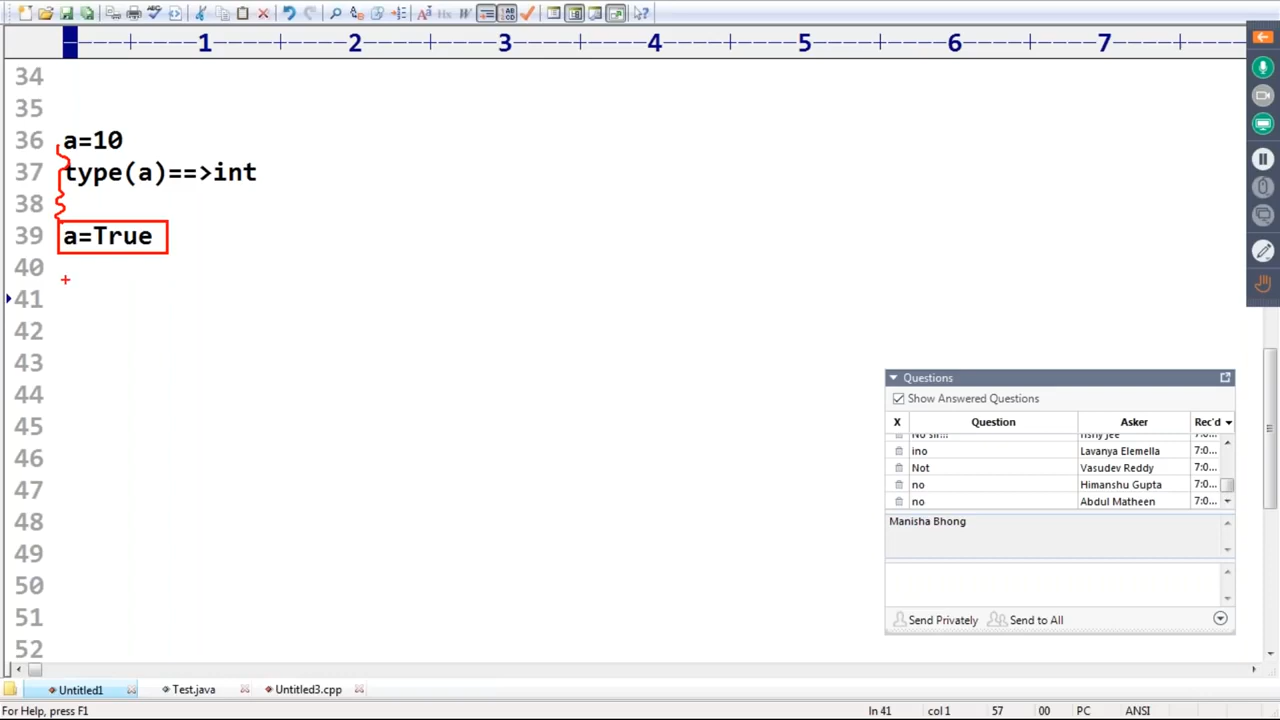 1 2 3 4 5 6 7
34
35
36 a=10
37 type(a)==>int
38
39 a=True
40
41
42
43
44
45
46
47
48
49
50
51
52
Questions
Show Answered Questions
X Question Asker Rec'd
No sir...
ino Lavanya Elemella 7:0...
Not Vasudev Reddy 7:0...
no Himanshu Gupta 7:0...
no Abdul Matheen 7:0...
Manisha Bhong
Send Privately Send to All
Untitled1 Test.java Untitled3.cpp
For Help, press F1 ln 41 col 1 57 00 PC ANSI